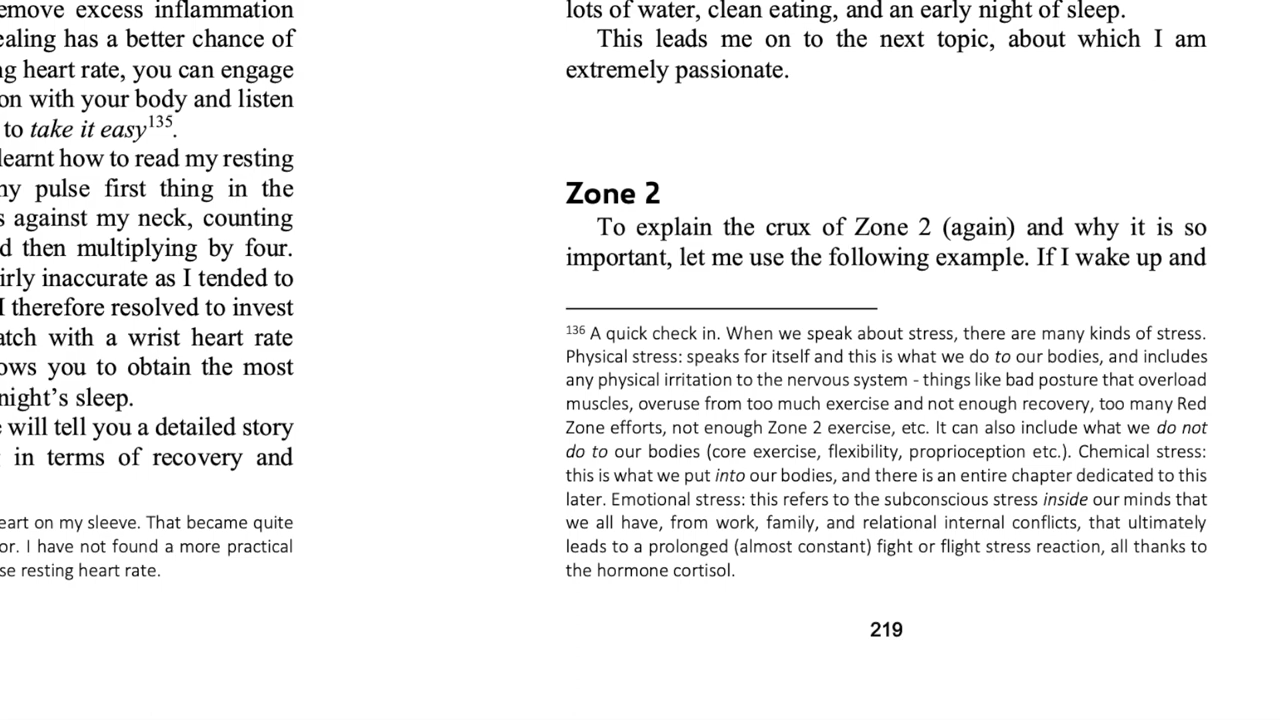 emove excess inflammation
ealing has a better chance of
ng heart rate, you can engage
on with your body and listen
to take it easy¹³⁵.
learnt how to read my resting
ny pulse first thing in the
s against my neck, counting
d then multiplying by four.
irly inaccurate as I tended to
I therefore resolved to invest
atch with a wrist heart rate
ows you to obtain the most
night’s sleep.
e will tell you a detailed story
in terms of recovery and
eart on my sleeve. That became quite
or. I have not found a more practical
se resting heart rate.
lots of water, clean eating, and an early night of sleep.
This leads me on to the next topic, about which I am
extremely passionate.
Zone 2
To explain the crux of Zone 2 (again) and why it is so
important, let me use the following example. If I wake up and
¹³⁶ A quick check in. When we speak about stress, there are many kinds of stress.
Physical stress: speaks for itself and this is what we do to our bodies, and includes
any physical irritation to the nervous system - things like bad posture that overload
muscles, overuse from too much exercise and not enough recovery, too many Red
Zone efforts, not enough Zone 2 exercise, etc. It can also include what we do not
do to our bodies (core exercise, flexibility, proprioception etc.). Chemical stress:
this is what we put into our bodies, and there is an entire chapter dedicated to this
later. Emotional stress: this refers to the subconscious stress inside our minds that
we all have, from work, family, and relational internal conflicts, that ultimately
leads to a prolonged (almost constant) fight or flight stress reaction, all thanks to
the hormone cortisol.
219